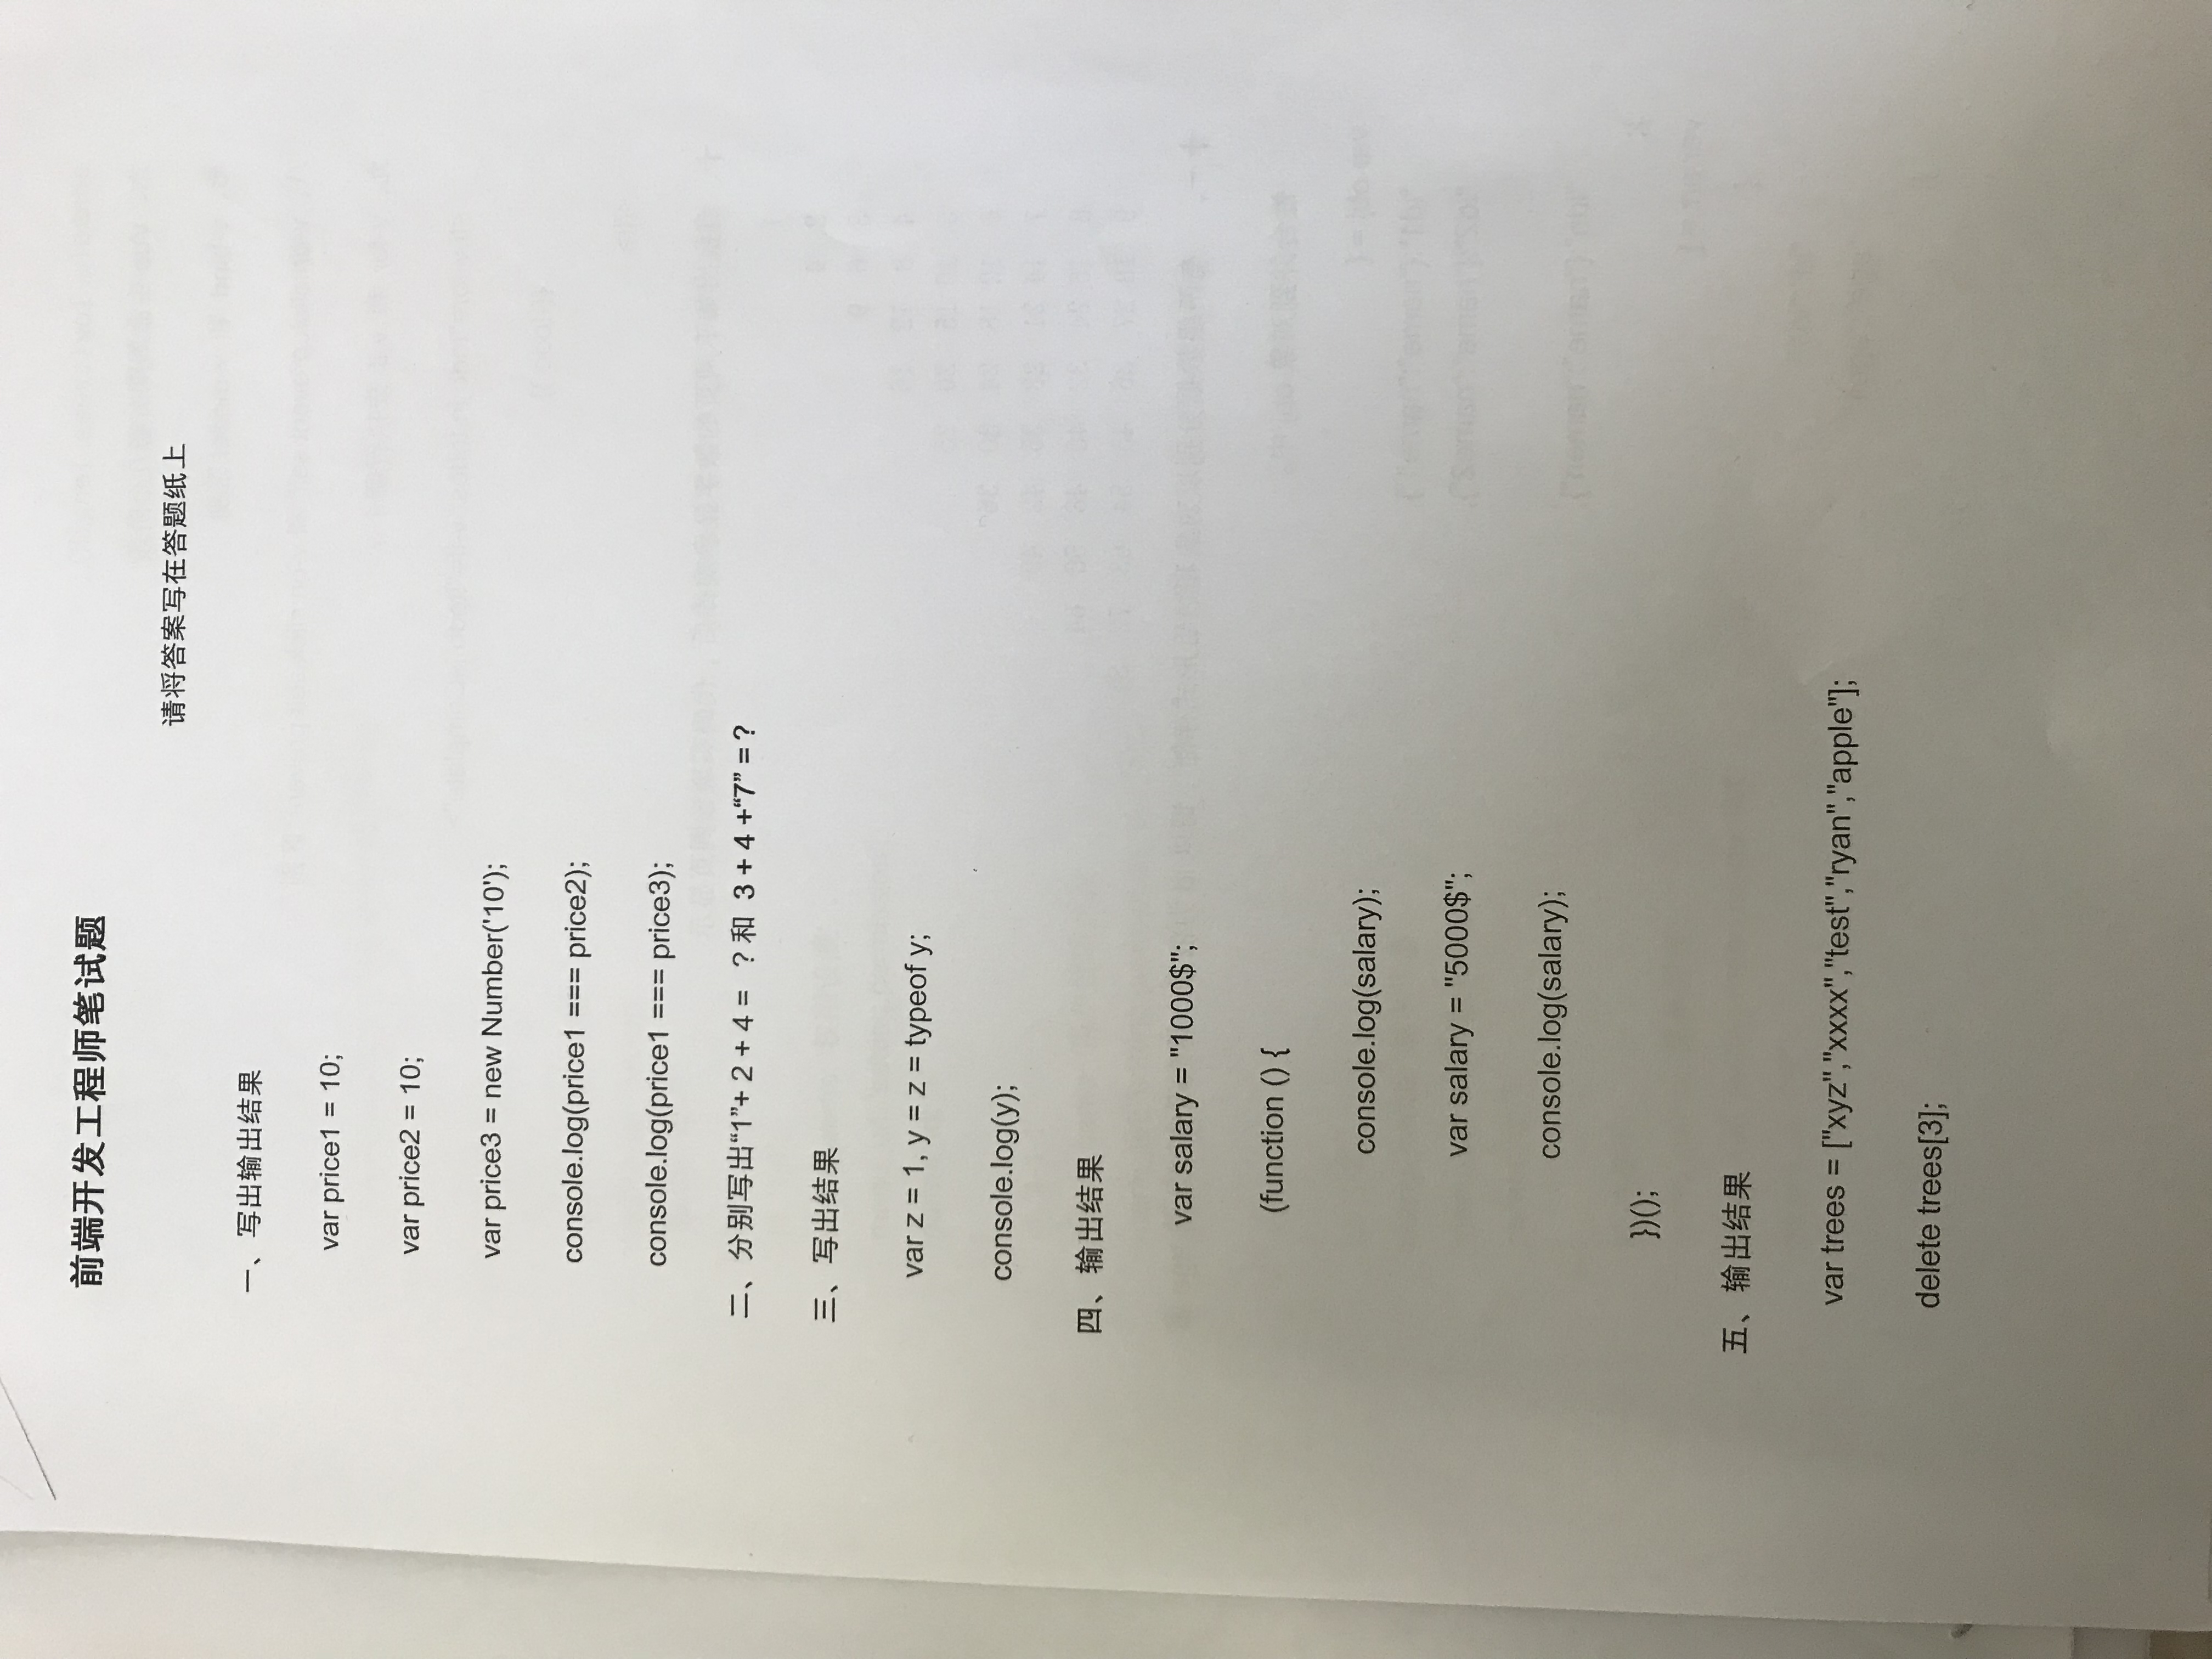 前端开发工程师笔试题
请将答案写在答题纸上
一、写出输出结果
var price1 = 10;
var price2 = 10;
var price3 = new Number('10');
console.log(price1 === price2);
console.log(price1 === price3);
二、分别写出“1”+ 2 + 4 = ？和 3 + 4 +“7” = ?
三、写出结果
var z = 1, y = z = typeof y;
console.log(y);
四、输出结果
var salary = "1000$";
(function () {
console.log(salary);
var salary = "5000$";
console.log(salary);
})();
五、输出结果
var trees = ["xyz","xxxx","test","ryan","apple"];
delete trees[3];